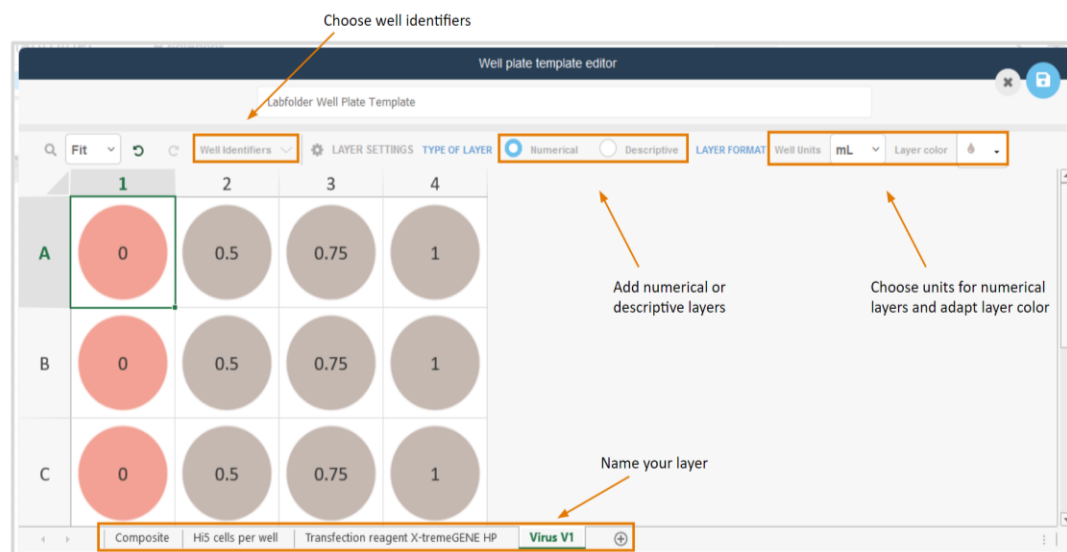 Choose well identifiers
Well plate template editor
Labfolder Well Plate Template
Fit
Well Identifiers
LAYER SETTINGS
TYPE OF LAYER
Numerical
Descriptive
LAYER FORMAT
Well Units
mL
Layer color
1 2 3 4
A 0 0.5 0.75 1
Add numerical or
descriptive layers
Choose units for numerical
layers and adapt layer color
B 0 0.5 0.75 1
C 0 0.5 0.75 1
Name your layer
Composite
Hi5 cells per well
Transfection reagent X-tremeGENE HP
Virus V1